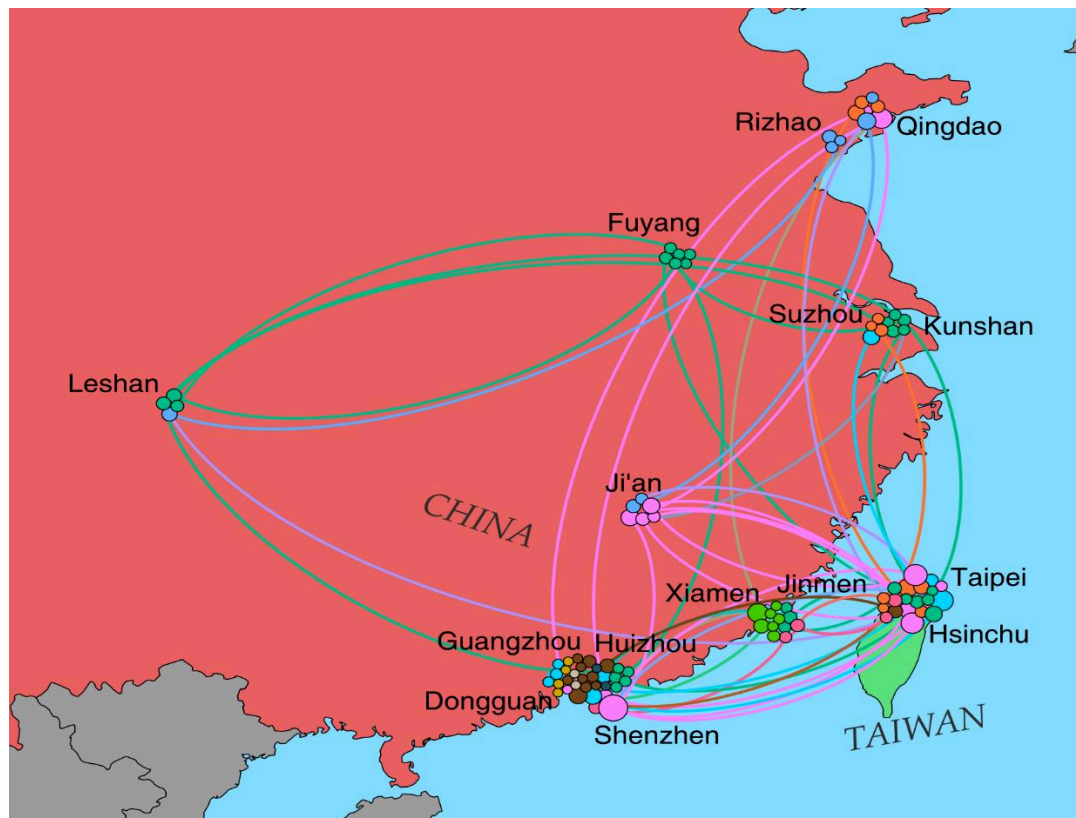 Rizhao
Qingdao
Fuyang
Suzhou
Kunshan
Leshan
Ji'an
CHINA
Xiamen
Jinmen
Taipei
Guangzhou
Huizhou
Hsinchu
Dongguan
Shenzhen
TAIWAN